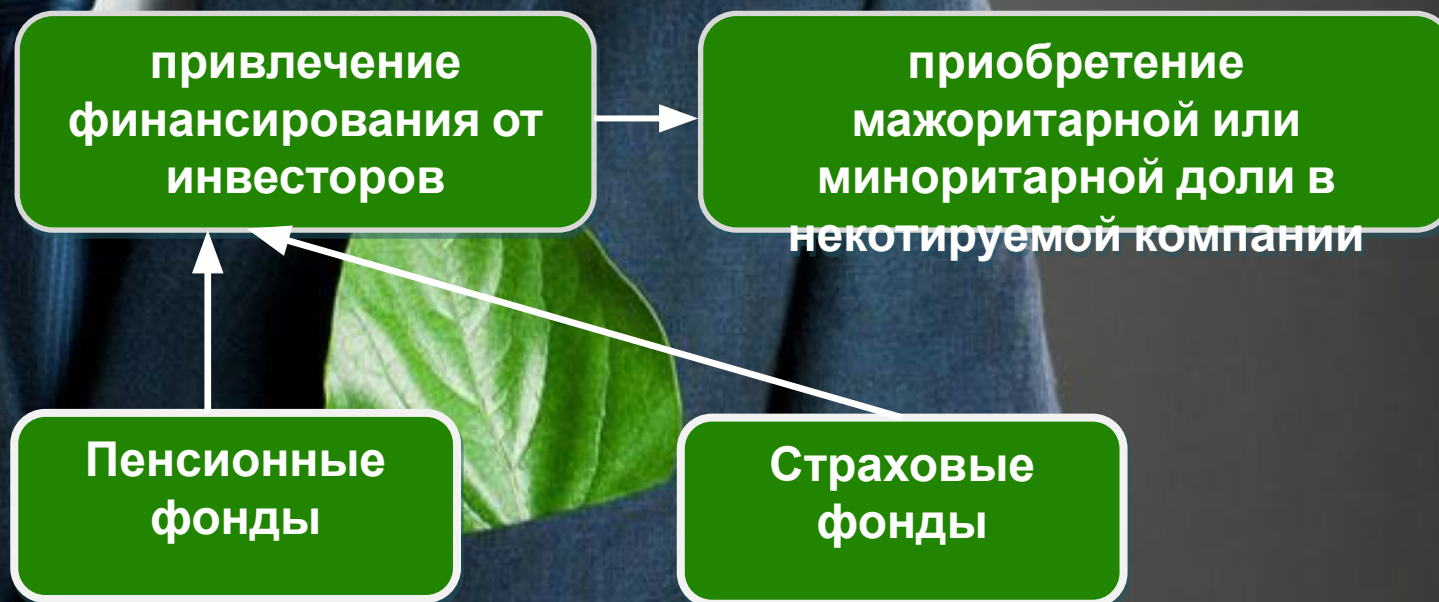 привлечение
финансирования от
инвесторов
приобретение
мажоритарной или
миноритарной доли в
некотируемой компании
Пенсионные
фонды
Страховые
фонды